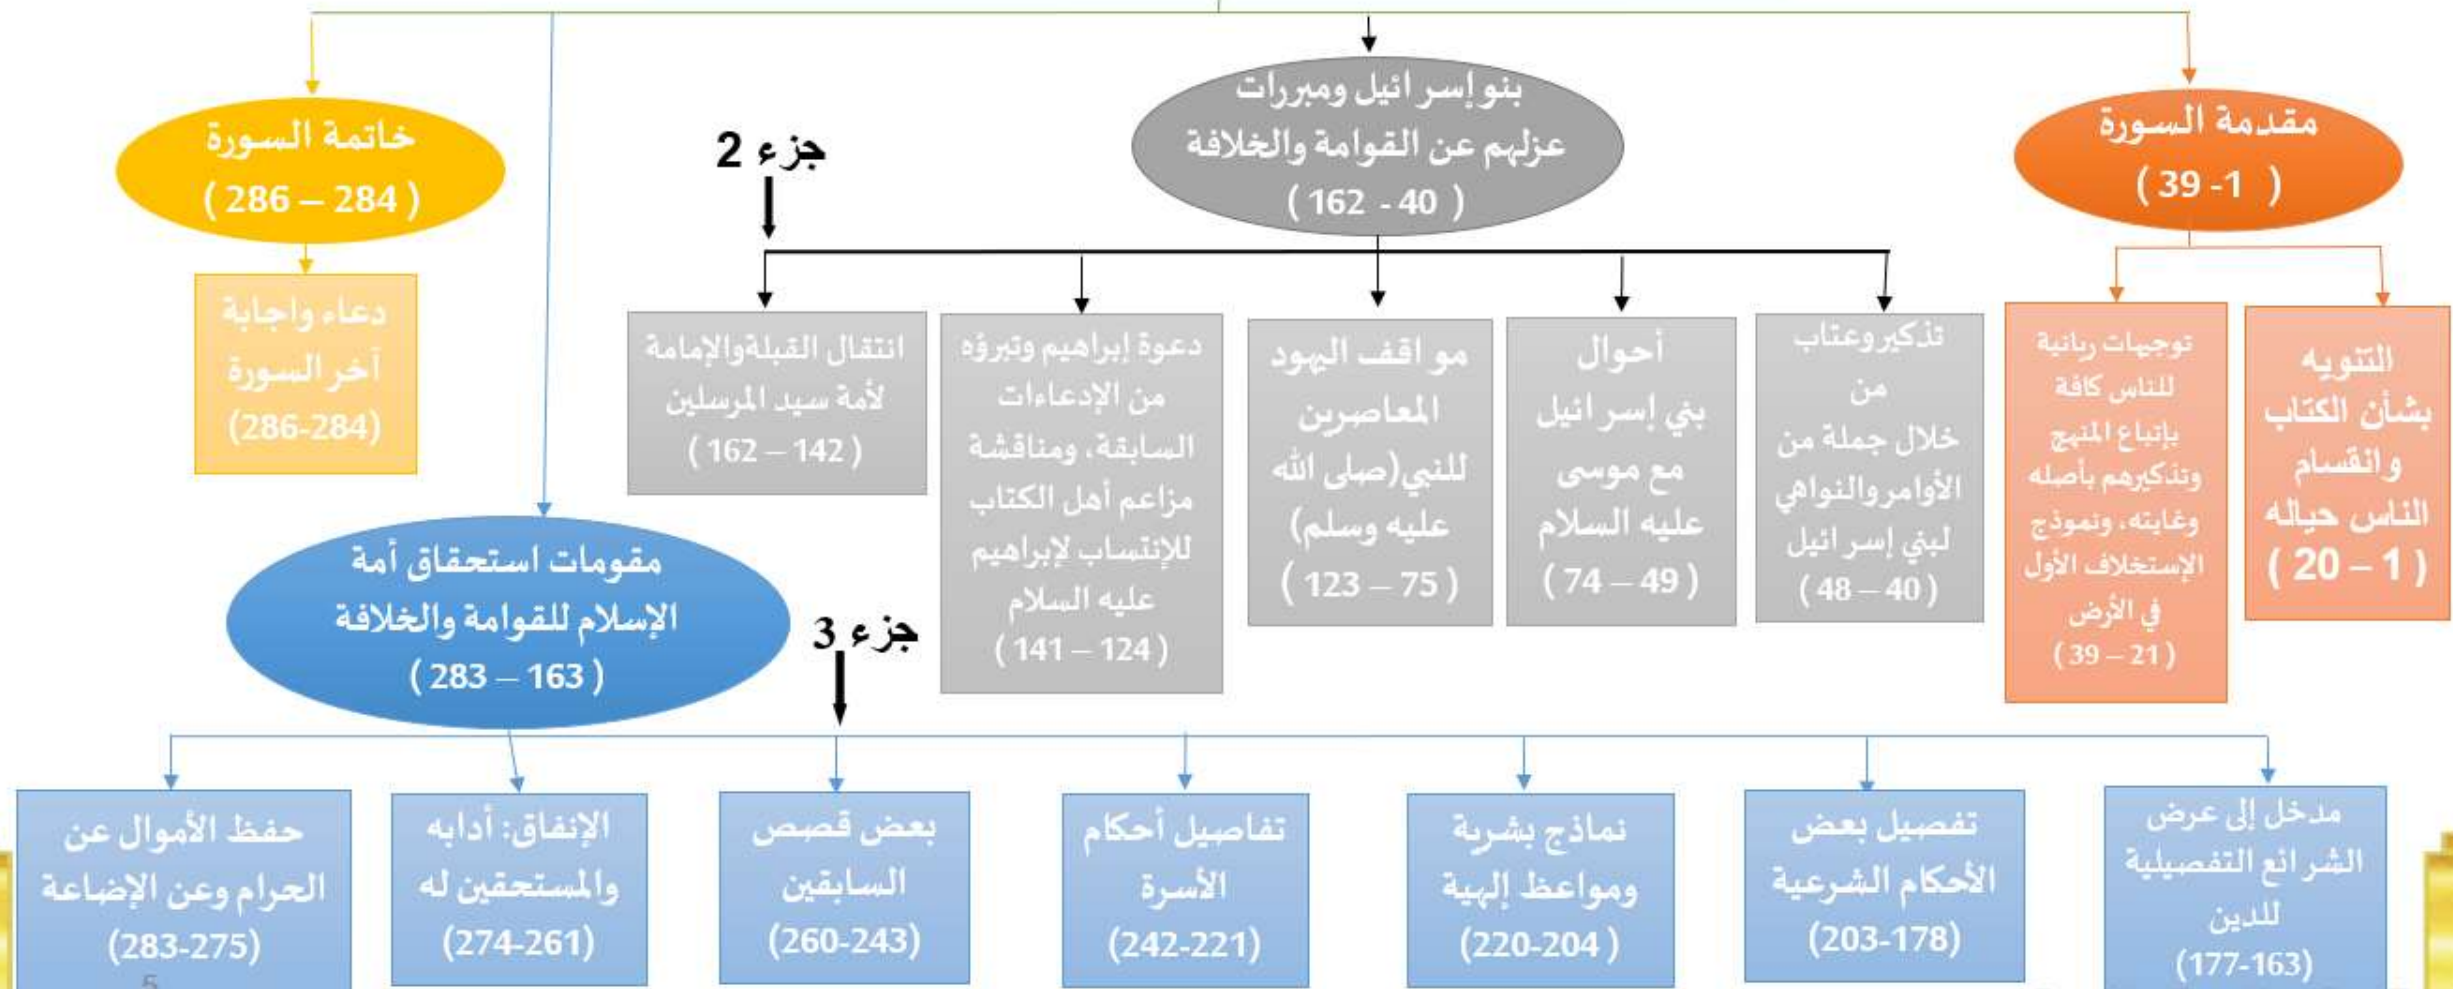 مقدمة السورة
( 1- 39 )
التنويه
بشأن الكتاب
وانقسام
الناس حياله
( 1 – 20 )
توجيهات ربانية
للناس كافة
بإتباع المنهج
وتذكيرهم بأصله
وغايته، ونموذج
الإستخلاف الأول
في الأرض
( 21 – 39 )
بنو إسرائيل ومبررات
عزلهم عن القوامة والخلافة
( 40 - 162 )
جزء 2
تذكيروعتاب
من
خلال جملة من
الأوامر والنواهي
لبني إسرائيل
( 40 – 48 )
أحوال
بني إسرائيل
مع موسى
عليه السلام
( 49 – 74 )
مواقف اليهود
المعاصرين
للنبي(صلى الله
عليه وسلم)
( 75 – 123 )
دعوة إبراهيم وتبرؤه
من الإدعاءات
السابقة، ومناقشة
مزاعم أهل الكتاب
للإنتساب لإبراهيم
عليه السلام
( 124 – 141 )
انتقال القبلة والإمامة
لأمة سيد المرسلين
( 142 – 162 )
خاتمة السورة
( 284 – 286 )
دعاء واجابة
آخر السورة
(284-286)
مقومات استحقاق أمة
الإسلام للقوامة والخلافة
( 163 – 283 )
جزء 3
مدخل إلى عرض
الشرائع التفصيلية
للدين
(163-177)
تفصيل بعض
الأحكام الشرعية
(178-203)
نماذج بشرية
ومواعظ إلهية
( 204-220)
تفاصيل أحكام
الأسرة
(221-242)
بعض قصص
السابقين
(243-260)
الإنفاق: أدابه
والمستحقين له
(261-274)
حفظ الأموال عن
الحرام وعن الإضاعة
(275-283)
5